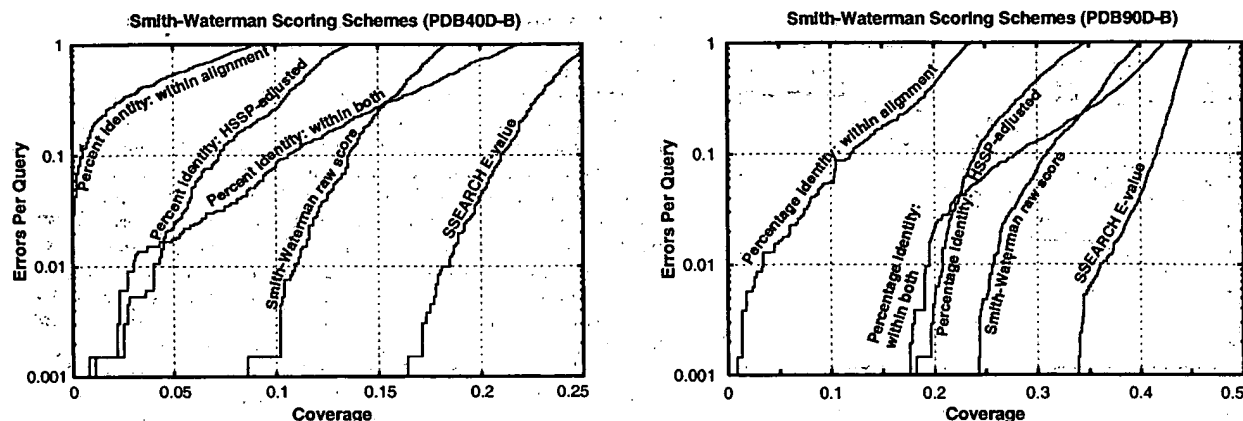 Smith-Waterman Scoring Schemes (PDB40D-B)
1
0.1
0.01
0.001
Errors Per Query
Percent Identity: within alignment
Percent Identity: HSSP-adjusted
Percent Identity: within both
Smith-Waterman raw score
SSEARCH E-value
0
0.05
0.1
0.15
0.2
0.25
Coverage
Smith-Waterman Scoring Schemes (PDB90D-B)
1
0.1
0.01
0.001
Errors Per Query
Percentage Identity: within alignment
Percentage Identity:
within both
Percentage Identity:
HSSP-adjusted
Smith-Waterman raw score
SSEARCH E-value
0
0.1
0.2
0.3
0.4
0.5
Coverage